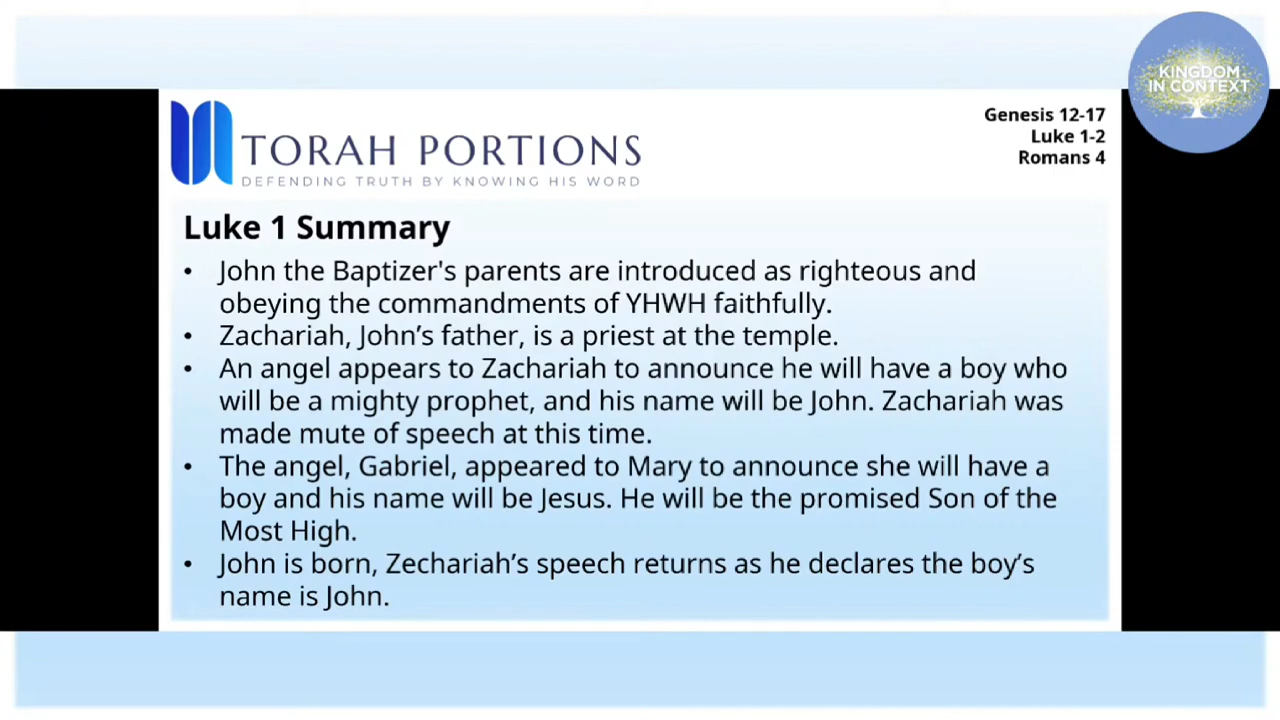 KINGDOM
IN CONTEXT
Genesis 12-17
Luke 1-2
Romans 4
TORAH PORTIONS
DEFENDING TRUTH BY KNOWING HIS WORD
Luke 1 Summary
• John the Baptizer's parents are introduced as righteous and
obeying the commandments of YHWH faithfully.
• Zachariah, John’s father, is a priest at the temple.
• An angel appears to Zachariah to announce he will have a boy who
will be a mighty prophet, and his name will be John. Zachariah was
made mute of speech at this time.
• The angel, Gabriel, appeared to Mary to announce she will have a
boy and his name will be Jesus. He will be the promised Son of the
Most High.
• John is born, Zechariah’s speech returns as he declares the boy’s
name is John.